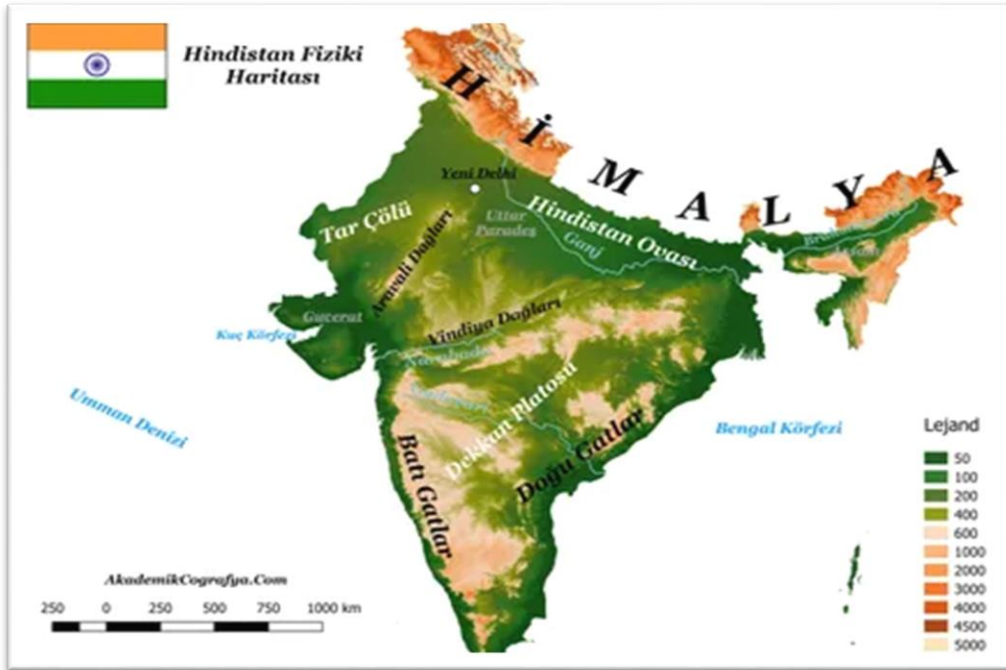 Hindistan Fiziki
Haritası
HİMALYA
Yeni Delhi
Tar Çölü
Uttar
Paradeş
Hindistan Ovası
Ganj
Aravali Dağları
Guverat
Kuç Körfezi
Vindiya Dağları
Umman Denizi
Dekkan Platosu
Batı Gatlar
Doğu Gatlar
Bengal Körfezi
Lejand
50
100
200
400
600
1000
2000
3000
4000
4500
5000
AkademikCografya.Com
250 0 250 500 750 1000 km